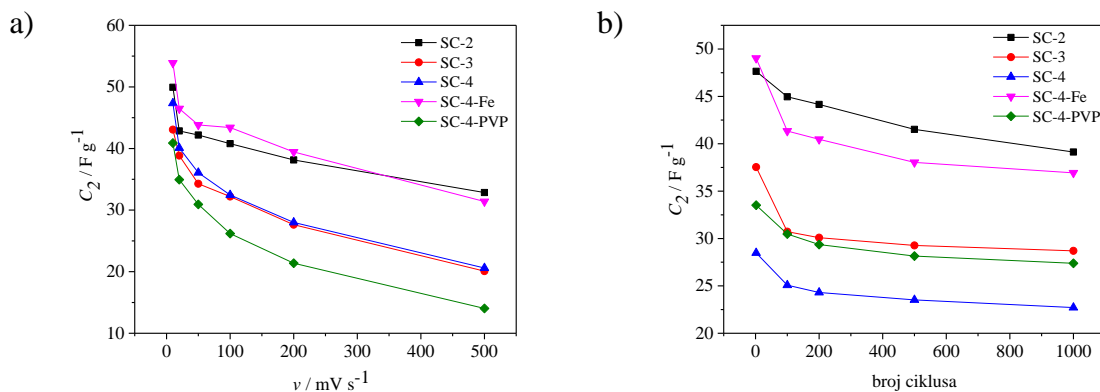 a)
C2 / F g-1
60
50
40
30
20
10
0 100 200 300 400 500
v / mV s-1
SC-2
SC-3
SC-4
SC-4-Fe
SC-4-PVP
b)
C2 / F g-1
50
45
40
35
30
25
20
0 200 400 600 800 1000
broj ciklusa
SC-2
SC-3
SC-4
SC-4-Fe
SC-4-PVP